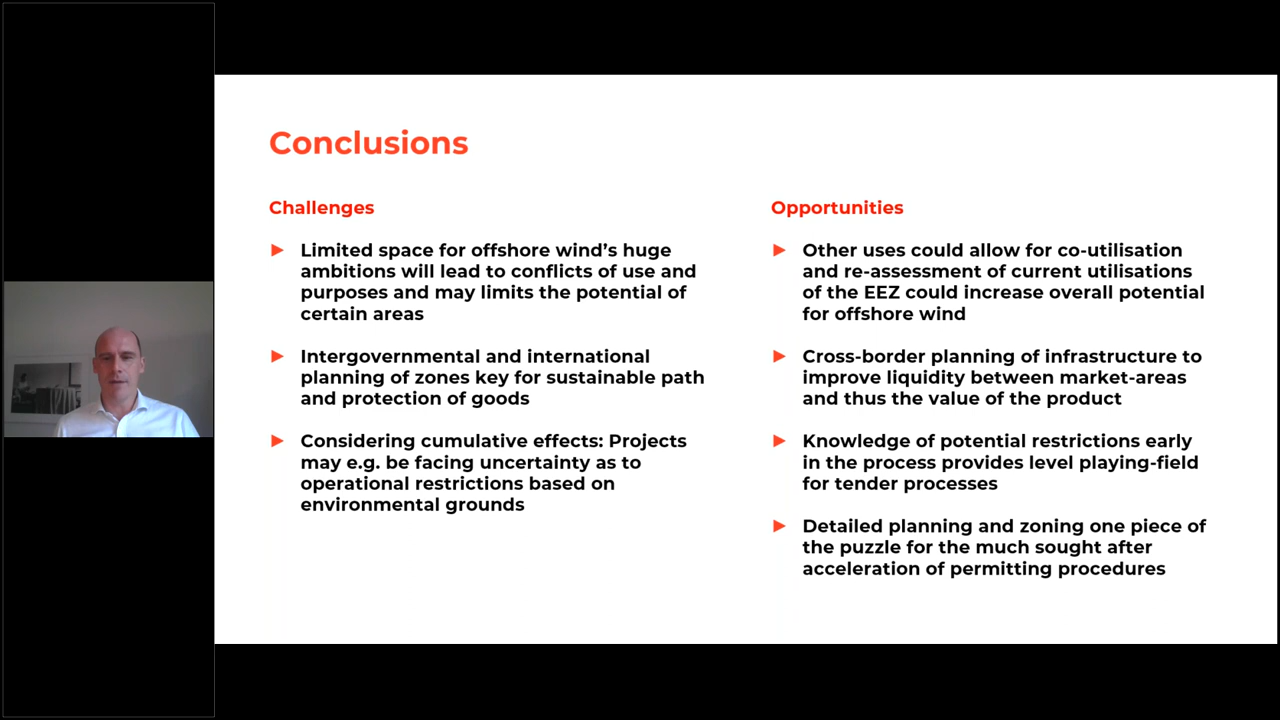 Conclusions
Challenges
► Limited space for offshore wind’s huge
ambitions will lead to conflicts of use and
purposes and may limits the potential of
certain areas
► Intergovernmental and international
planning of zones key for sustainable path
and protection of goods
► Considering cumulative effects: Projects
may e.g. be facing uncertainty as to
operational restrictions based on
environmental grounds
Opportunities
► Other uses could allow for co-utilisation
and re-assessment of current utilisations
of the EEZ could increase overall potential
for offshore wind
► Cross-border planning of infrastructure to
improve liquidity between market-areas
and thus the value of the product
► Knowledge of potential restrictions early
in the process provides level playing-field
for tender processes
► Detailed planning and zoning one piece of
the puzzle for the much sought after
acceleration of permitting procedures